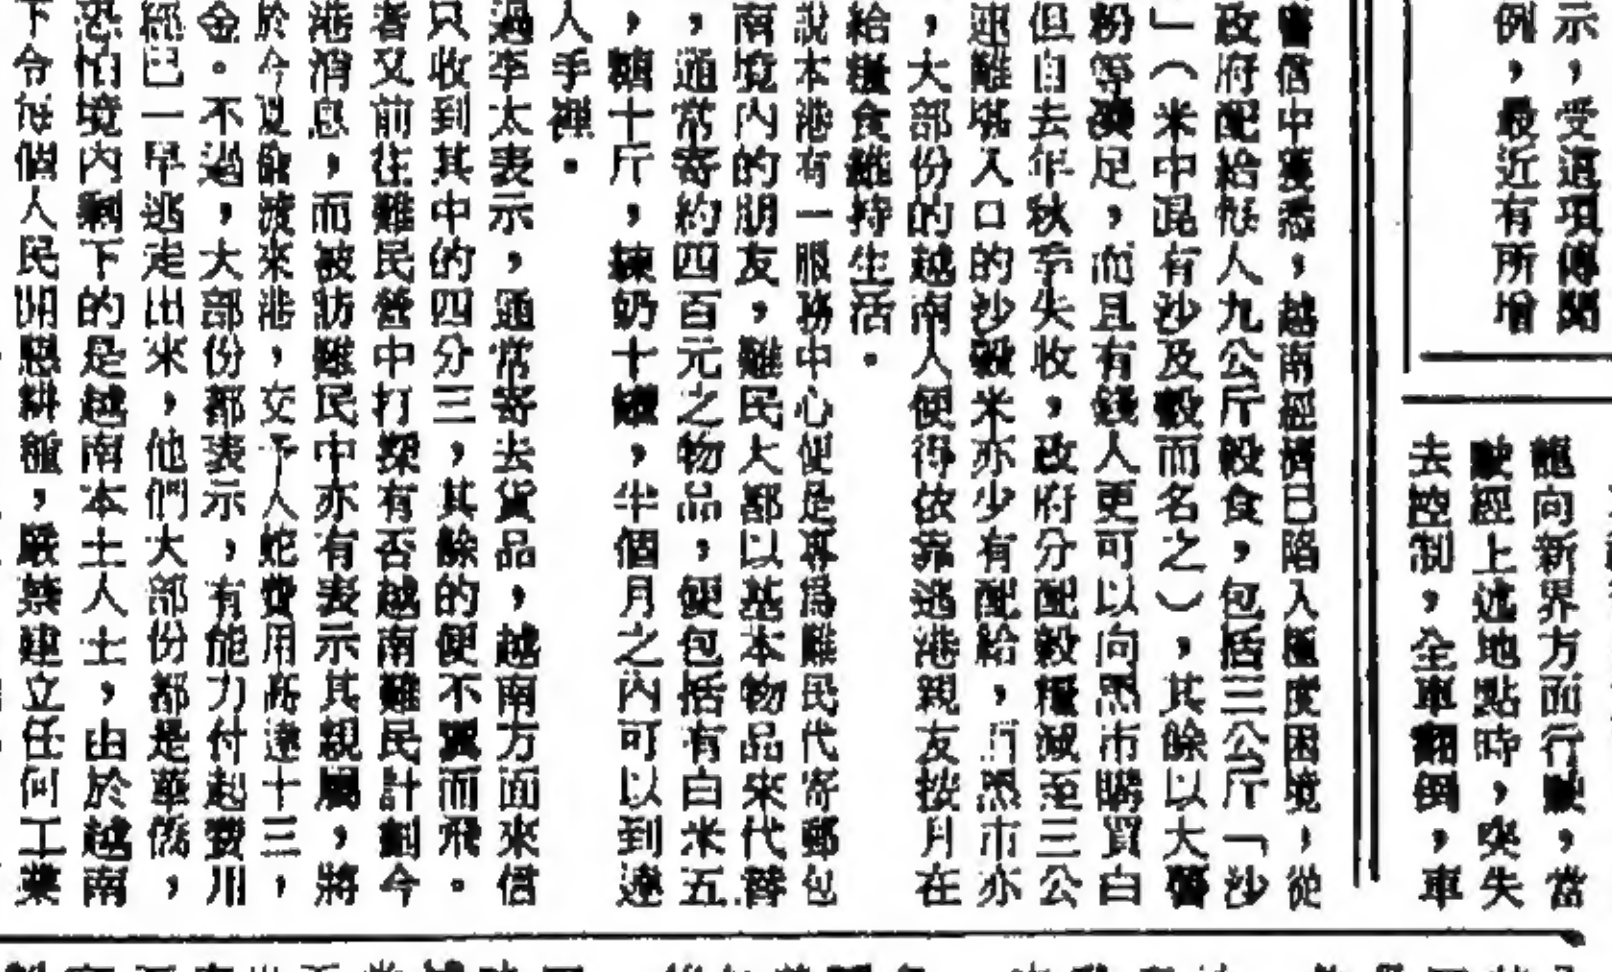 示，受這項傳聞
例，最近有所增
龍向新界方面行駛，當
駛經上述地點時，突失
去控制，全車翻倒，車
書信中獲悉，越南經濟已陷入極度困境，從
政府配給每人九公斤穀食，包括三公斤「沙
」（米中混有沙及穀而名之），其餘以大麥
粉等補足，而且有錢人更可以向黑市購買白
但自去年秋季失收，政府分配穀糧減至三公
連雜堪入口的沙穀米亦少有配給，而黑市亦
，大部份的越南人便得依靠逃港親友按月在
給糧食維持生活。
說本港有一服務中心便是專為難民代寄郵包
南境內的朋友，難民大都以基本物品來代替
，通常寄約四百元之物品，便包括有白米五
，糖十斤，煉奶十罐，半個月之內可以到達
人手裡。
過李太表示，通常寄去貨品，越南方面來信
只收到其中的四分三，其餘的便不翼而飛。
者又前往難民營中打探有否越南難民計劃今
港消息，而被訪難民中亦有表示其親屬，將
於今夏偷渡來港，交予人蛇費用高達十三，
金。不過，大部份都表示，有能力付起費用
經已一早逃走出來，他們大部份都是華僑，
恐怕境內剩下的是越南本土人士，由於越南
下令每個人民開墾耕種，嚴禁建立任何工業